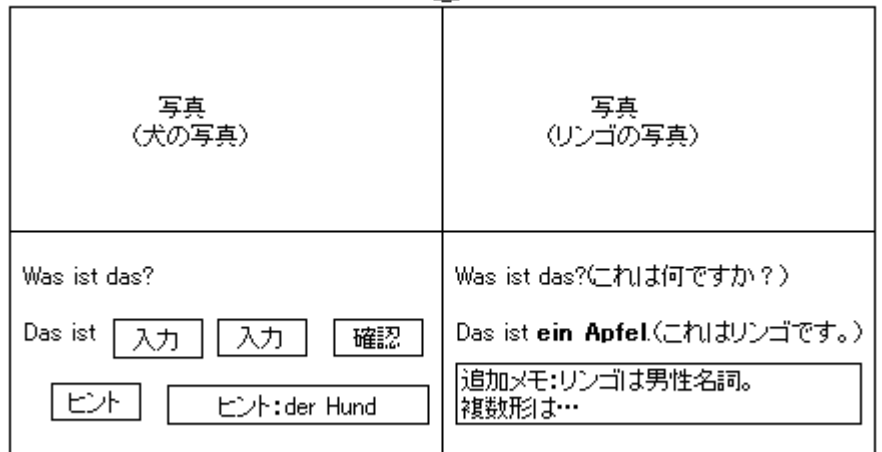 写真
(犬の写真)
写真
(リンゴの写真)
Was ist das?
Das ist 入力 入力 確認
ヒント ヒント:der Hund
Was ist das?(これは何ですか？)
Das ist ein Apfel.(これはリンゴです。)
追加メモ:リンゴは男性名詞。
複数形は…